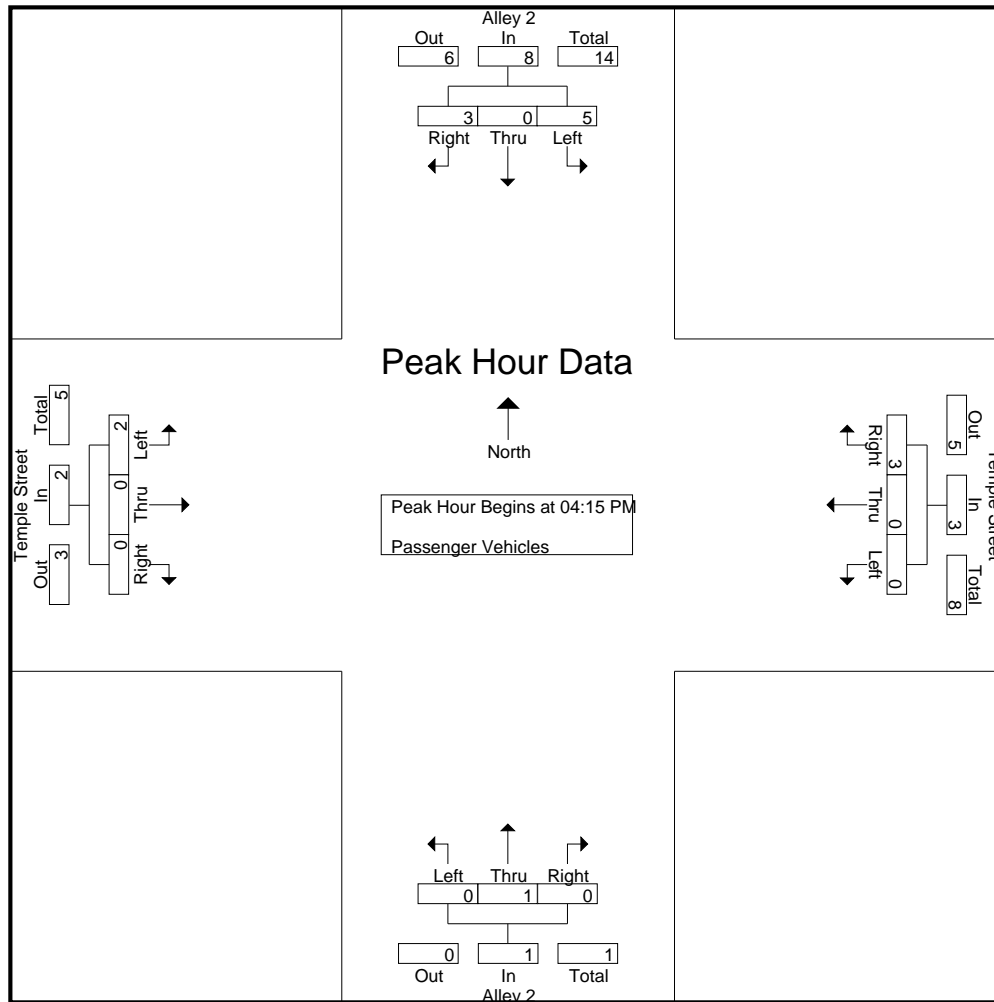 Alley 2
Out In Total
6 8 14
3 0 5
Right Thru Left
Peak Hour Data
North
Peak Hour Begins at 04:15 PM
Passenger Vehicles
Temple Street
Total In Out
5 2 3
2 0 0
Left Thru Right
Temple Street
Out In Total
5 3 8
3 0 0
Right Thru Left
Left Thru Right
0 1 0
0 1 1
Out In Total
Alley 2